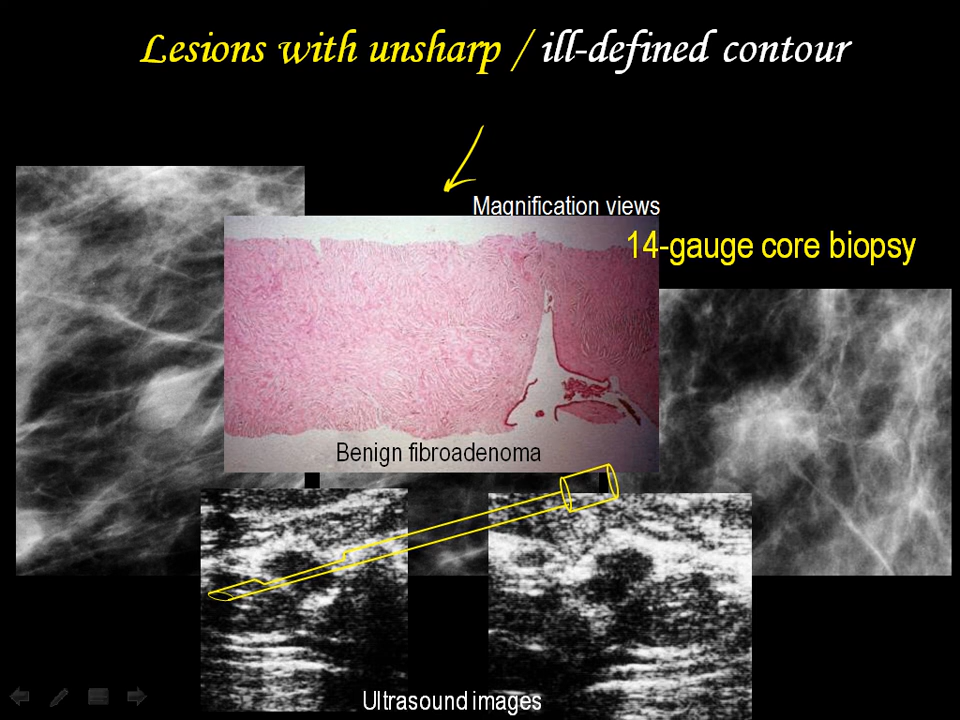 Lesions with unsharp / ill-defined contour
Magnification views
14-gauge core biopsy
Benign fibroadenoma
Ultrasound images